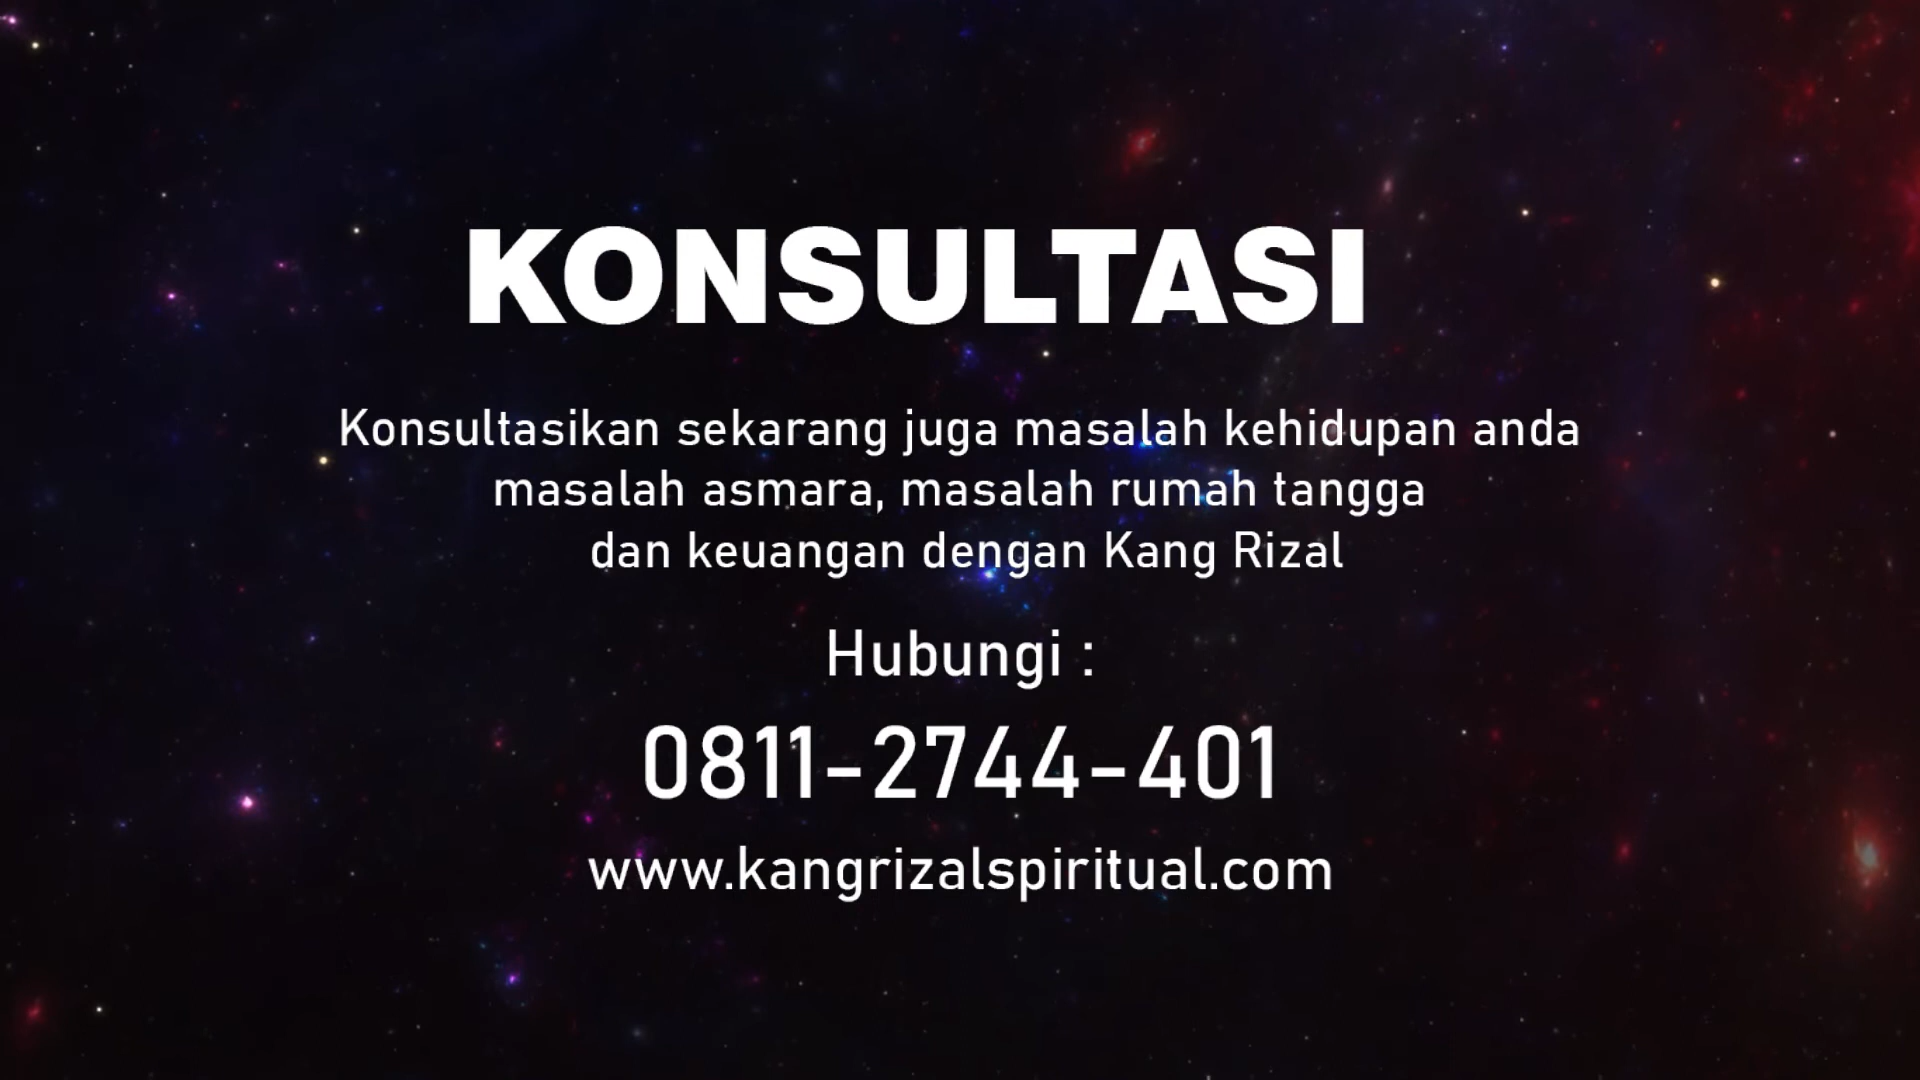 KONSULTASI
Konsultasikan sekarang juga masalah kehidupan anda
masalah asmara, masalah rumah tangga
dan keuangan dengan Kang Rizal
Hubungi :
0811-2744-401
www.kangrizalspiritual.com